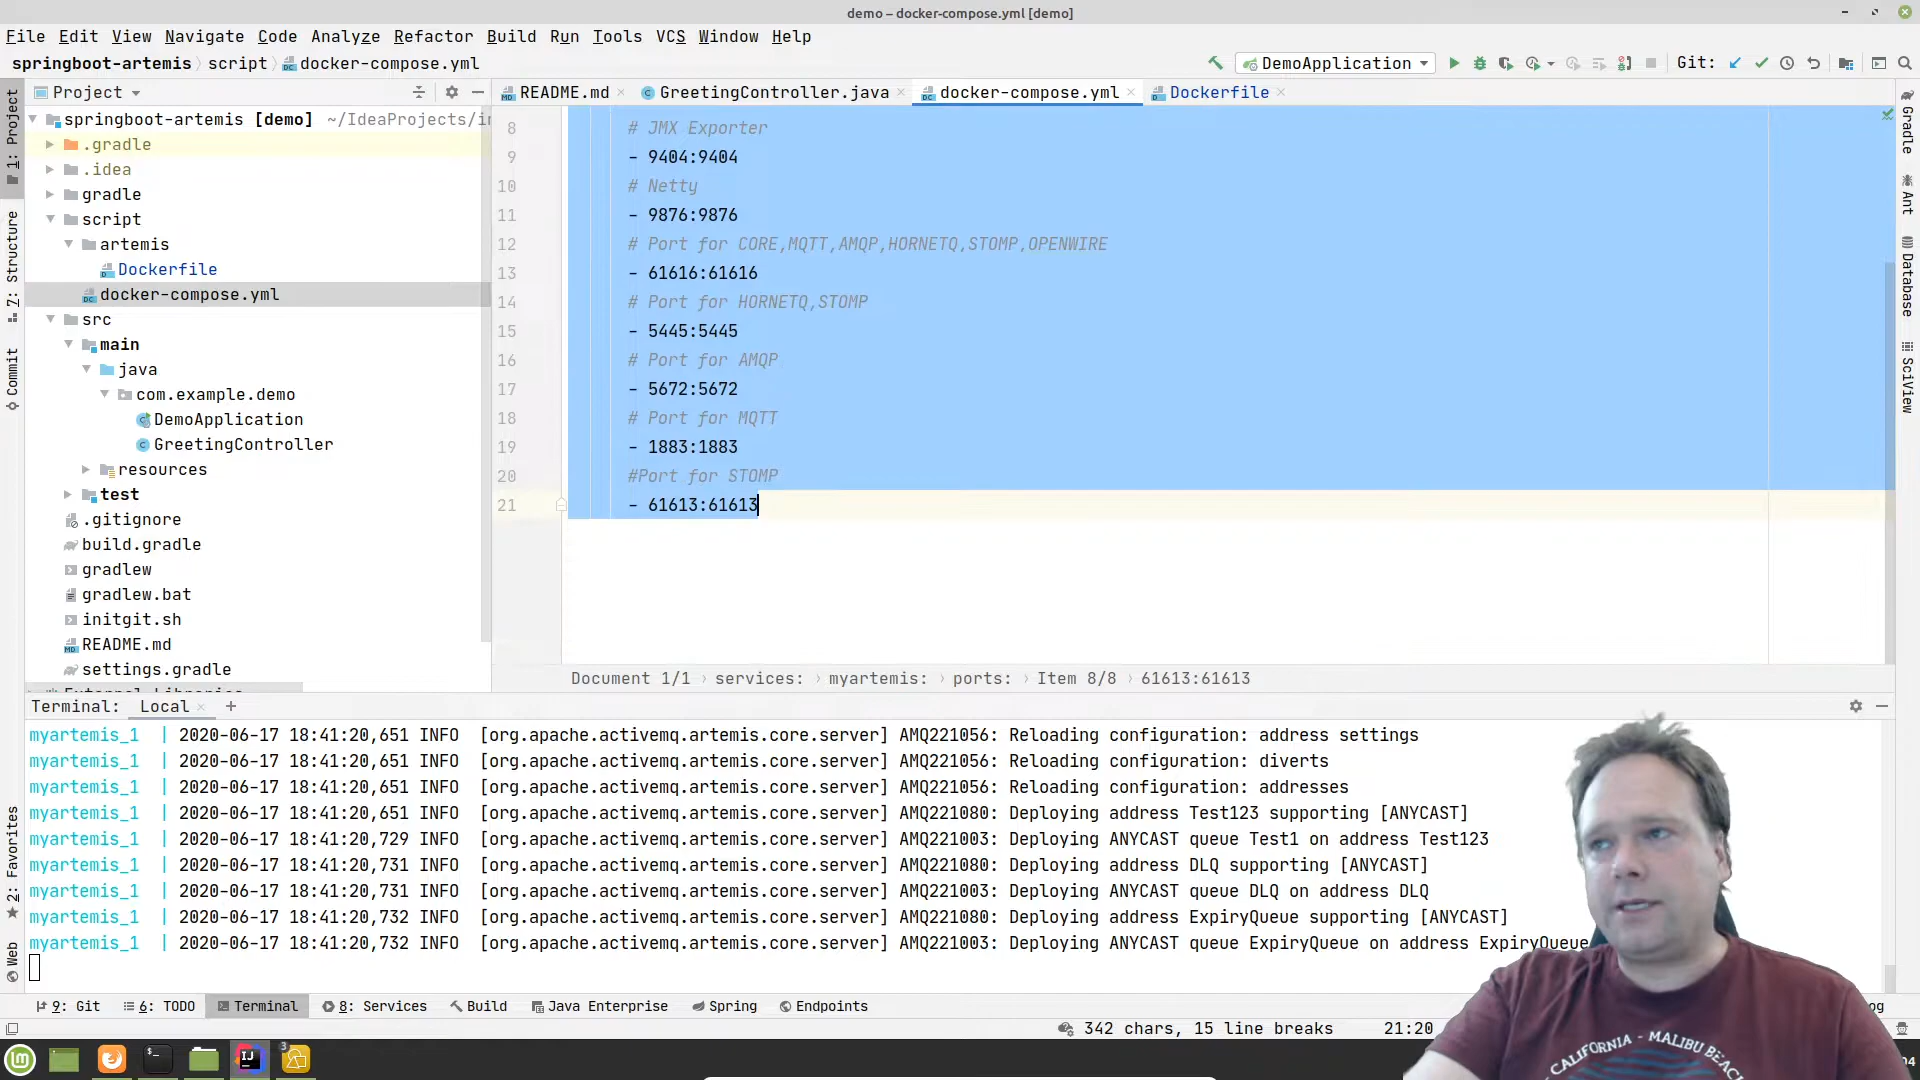 demo – docker-compose.yml [demo]
File Edit View Navigate Code Analyze Refactor Build Run Tools VCS Window Help
springboot-artemis script docker-compose.yml
DemoApplication
Git:
Project
README.md
GreetingController.java
docker-compose.yml
Dockerfile
springboot-artemis [demo] ~/IdeaProjects/i
.gradle
.idea
gradle
script
artemis
Dockerfile
docker-compose.yml
src
main
java
com.example.demo
DemoApplication
GreetingController
resources
test
.gitignore
build.gradle
gradlew
gradlew.bat
initgit.sh
README.md
settings.gradle
1: Project
7: Structure
Commit
2: Favorites
Web
8 # JMX Exporter
9 - 9404:9404
10 # Netty
11 - 9876:9876
12 # Port for CORE,MQTT,AMQP,HORNETQ,STOMP,OPENWIRE
13 - 61616:61616
14 # Port for HORNETQ,STOMP
15 - 5445:5445
16 # Port for AMQP
17 - 5672:5672
18 # Port for MQTT
19 - 1883:1883
20 #Port for STOMP
21 - 61613:61613
Gradle
Ant
Database
SciView
Document 1/1 › services: › myartemis: › ports: › Item 8/8 › 61613:61613
Terminal: Local
myartemis_1 | 2020-06-17 18:41:20,651 INFO [org.apache.activemq.artemis.core.server] AMQ221056: Reloading configuration: address settings
myartemis_1 | 2020-06-17 18:41:20,651 INFO [org.apache.activemq.artemis.core.server] AMQ221056: Reloading configuration: diverts
myartemis_1 | 2020-06-17 18:41:20,651 INFO [org.apache.activemq.artemis.core.server] AMQ221056: Reloading configuration: addresses
myartemis_1 | 2020-06-17 18:41:20,651 INFO [org.apache.activemq.artemis.core.server] AMQ221080: Deploying address Test123 supporting [ANYCAST]
myartemis_1 | 2020-06-17 18:41:20,729 INFO [org.apache.activemq.artemis.core.server] AMQ221003: Deploying ANYCAST queue Test1 on address Test123
myartemis_1 | 2020-06-17 18:41:20,731 INFO [org.apache.activemq.artemis.core.server] AMQ221080: Deploying address DLQ supporting [ANYCAST]
myartemis_1 | 2020-06-17 18:41:20,731 INFO [org.apache.activemq.artemis.core.server] AMQ221003: Deploying ANYCAST queue DLQ on address DLQ
myartemis_1 | 2020-06-17 18:41:20,732 INFO [org.apache.activemq.artemis.core.server] AMQ221080: Deploying address ExpiryQueue supporting [ANYCAST]
myartemis_1 | 2020-06-17 18:41:20,732 INFO [org.apache.activemq.artemis.core.server] AMQ221003: Deploying ANYCAST queue ExpiryQueue on address ExpiryQueue
9: Git 6: TODO Terminal 8: Services Build Java Enterprise Spring Endpoints
342 chars, 15 line breaks 21:20
CALIFORNIA - MALIBU
3